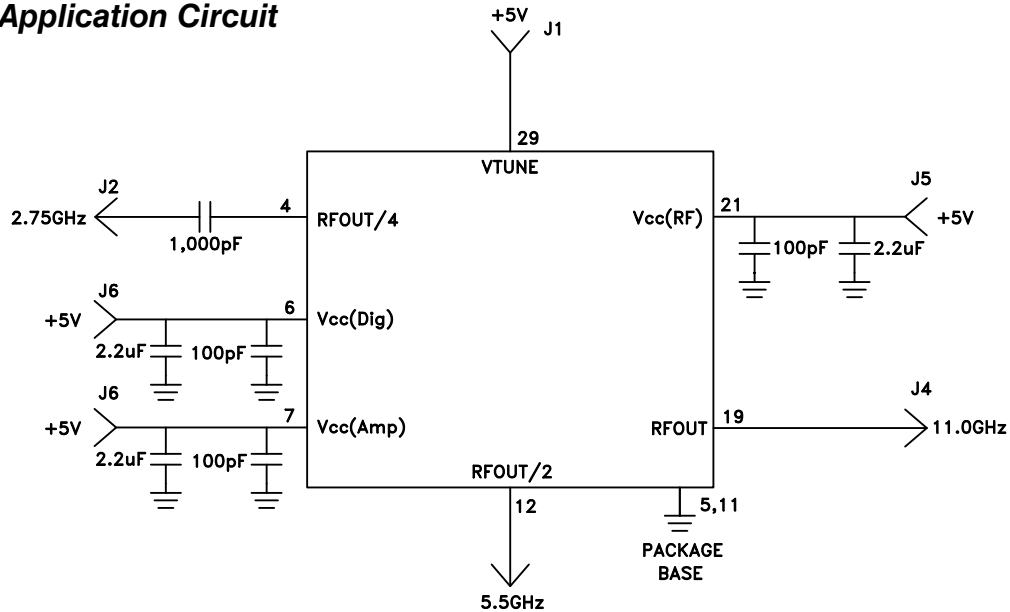 Application Circuit
+5V
J1
29
VTUNE
J2
2.75GHz
1,000pF
4
RFOUT/4
Vcc(RF)
21
J5
+5V
100pF
2.2uF
J6
+5V
6
Vcc(Dig)
2.2uF
100pF
J6
+5V
7
Vcc(Amp)
2.2uF
100pF
RFOUT
19
J4
11.0GHz
RFOUT/2
12
5,11
PACKAGE
BASE
5.5GHz